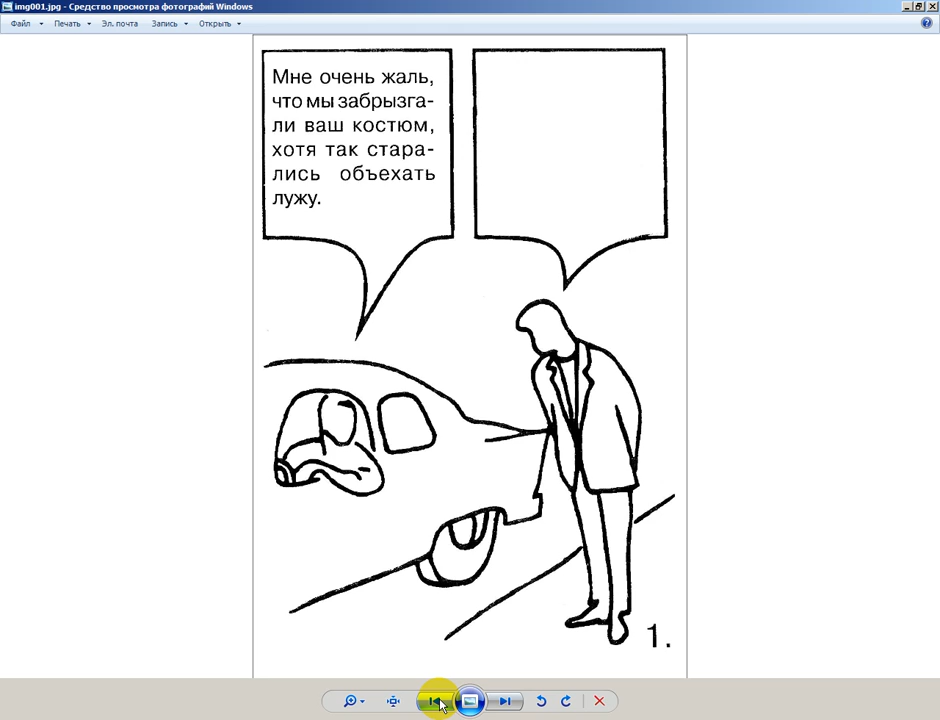 img001.jpg - Средство просмотра фотографий Windows
Файл Печать Эл. почта Запись Открыть
Мне очень жаль,
что мы забрызга-
ли ваш костюм,
хотя так стара-
лись объехать
лужу.
1.